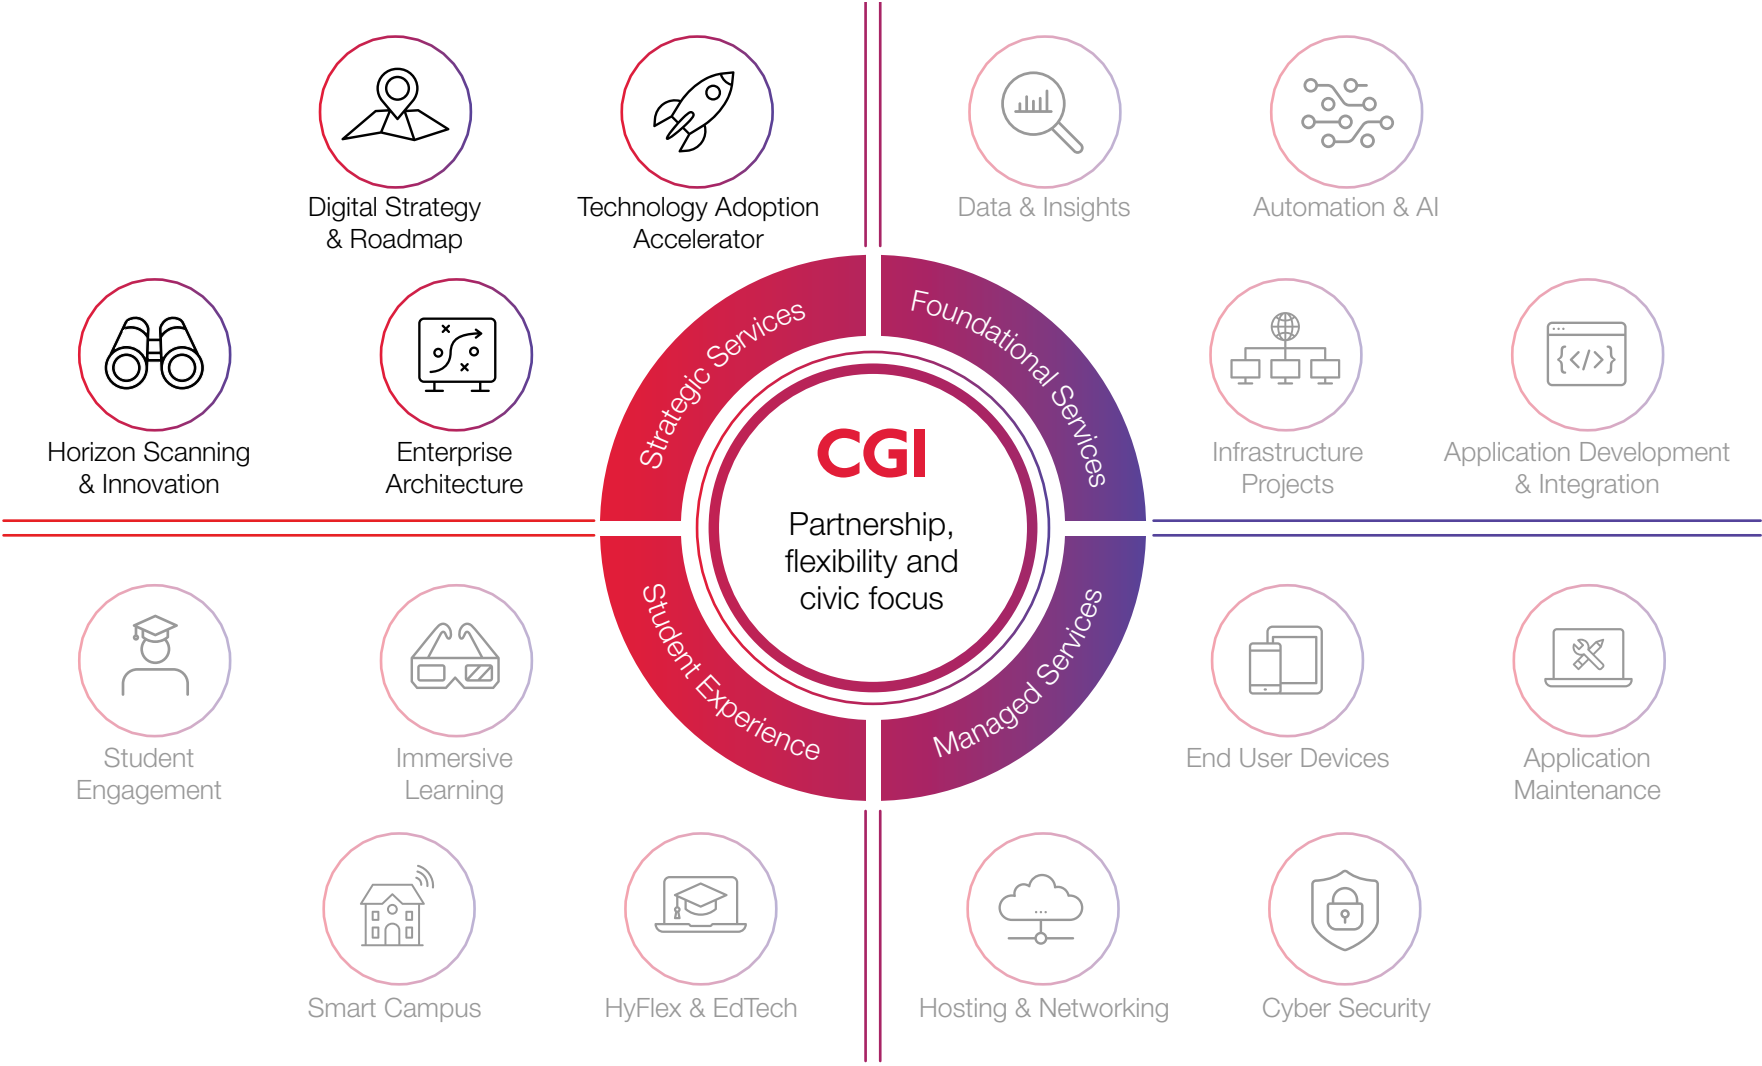 Digital Strategy
& Roadmap
Technology Adoption
Accelerator
Horizon Scanning
& Innovation
Enterprise
Architecture
Strategic Services
Data & Insights
Automation & AI
Infrastructure
Projects
Application Development
& Integration
Foundational Services
CGI
Partnership,
flexibility and
civic focus
Student Experience
Student
Engagement
Immersive
Learning
Smart Campus
HyFlex & EdTech
Managed Services
End User Devices
Application
Maintenance
Hosting & Networking
Cyber Security